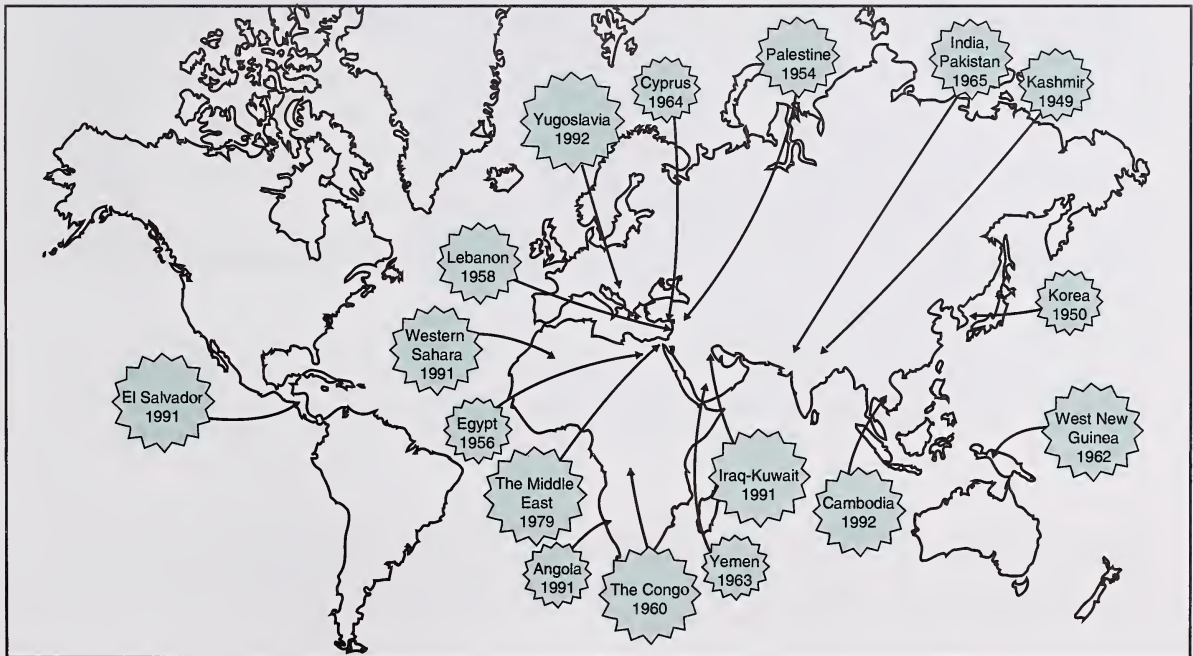 Palestine
1954
India,
Pakistan
1965
Kashmir
1949
Cyprus
1964
Yugoslavia
1992
Lebanon
1958
Korea
1950
Western
Sahara
1991
El Salvador
1991
Egypt
1956
West New
Guinea
1962
The Middle
East
1979
Iraq-Kuwait
1991
Cambodia
1992
Angola
1991
The Congo
1960
Yemen
1963